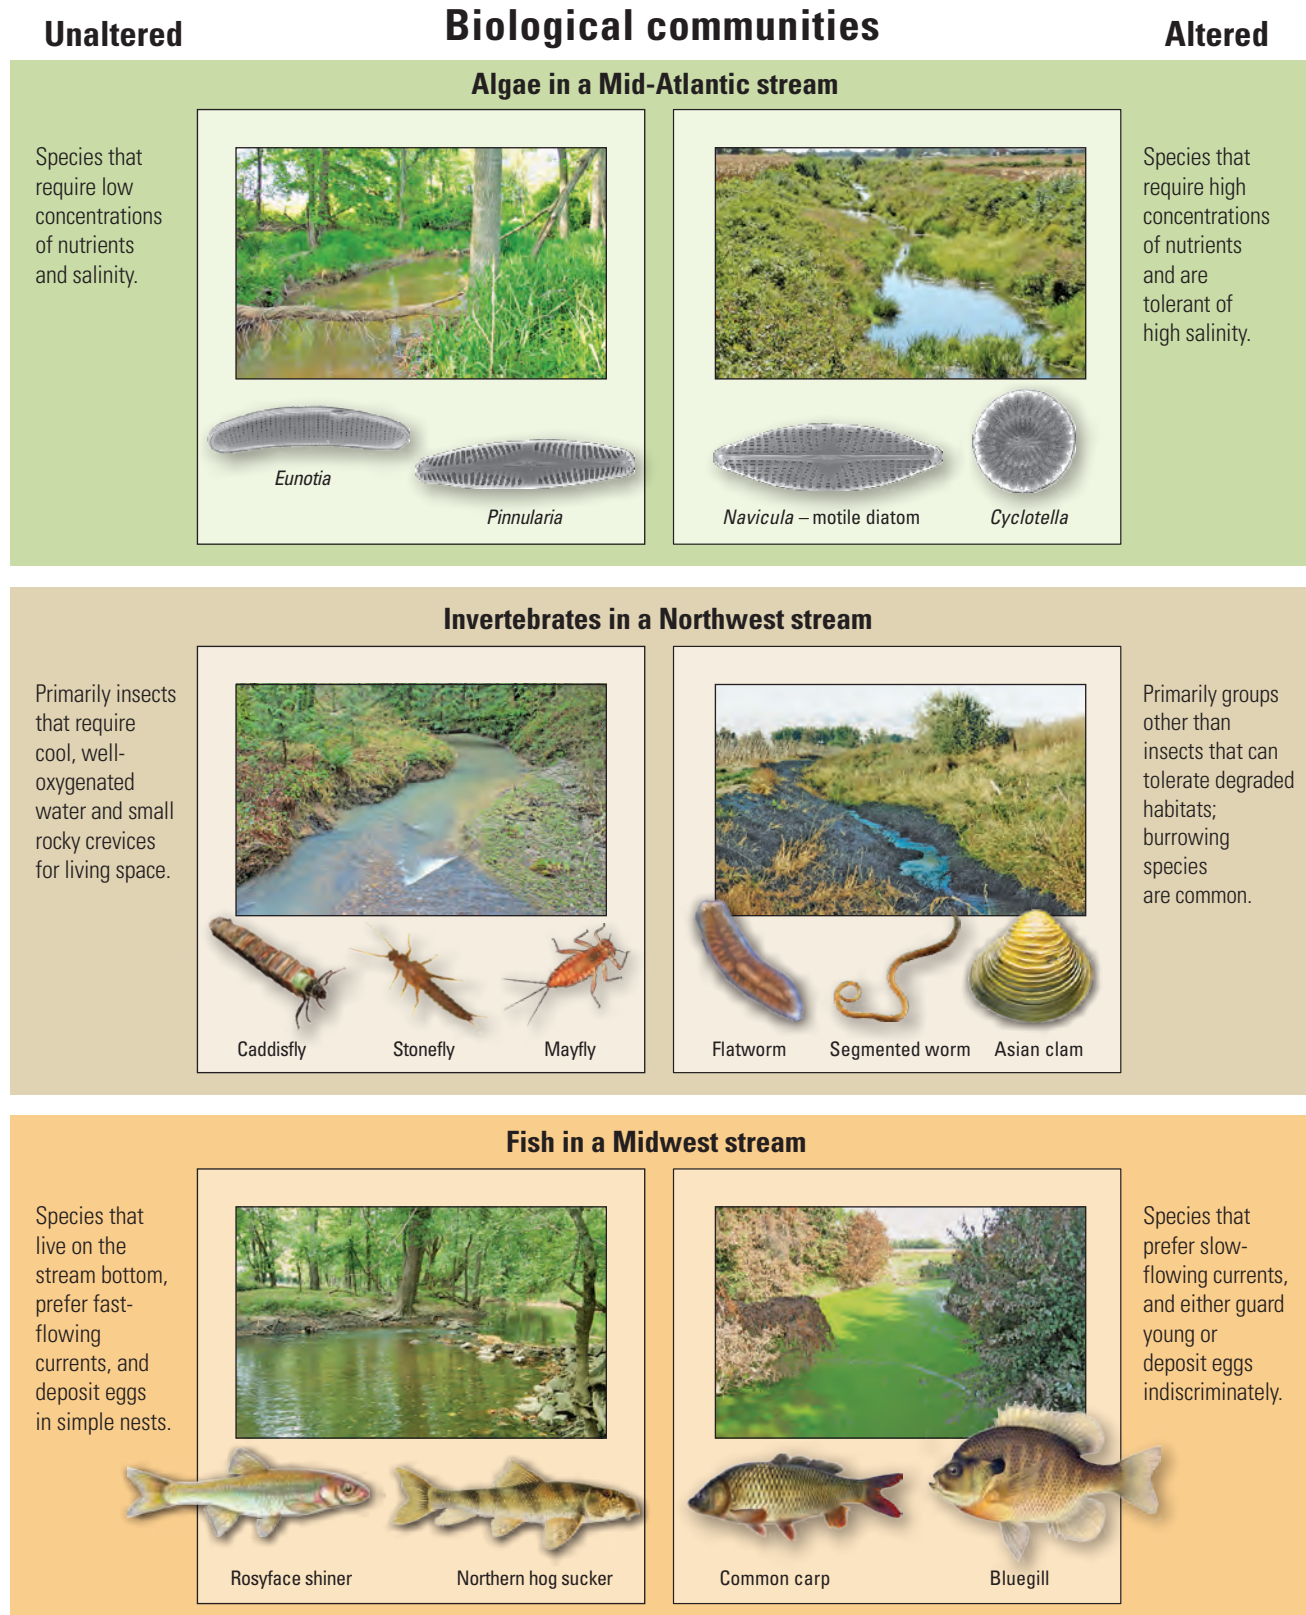 Unaltered
Biological communities
Altered
Algae in a Mid-Atlantic stream
Species that
require low
concentrations
of nutrients
and salinity.
Species that
require high
concentrations
of nutrients
and are
tolerant of
high salinity.
Eunotia
Pinnularia
Navicula – motile diatom
Cyclotella
Invertebrates in a Northwest stream
Primarily insects
that require
cool, well-
oxygenated
water and small
rocky crevices
for living space.
Primarily groups
other than
insects that can
tolerate degraded
habitats;
burrowing
species
are common.
Caddisfly
Stonefly
Mayfly
Flatworm
Segmented worm
Asian clam
Fish in a Midwest stream
Species that
live on the
stream bottom,
prefer fast-
flowing
currents, and
deposit eggs
in simple nests.
Species that
prefer slow-
flowing currents,
and either guard
young or
deposit eggs
indiscriminately.
Rosyface shiner
Northern hog sucker
Common carp
Bluegill